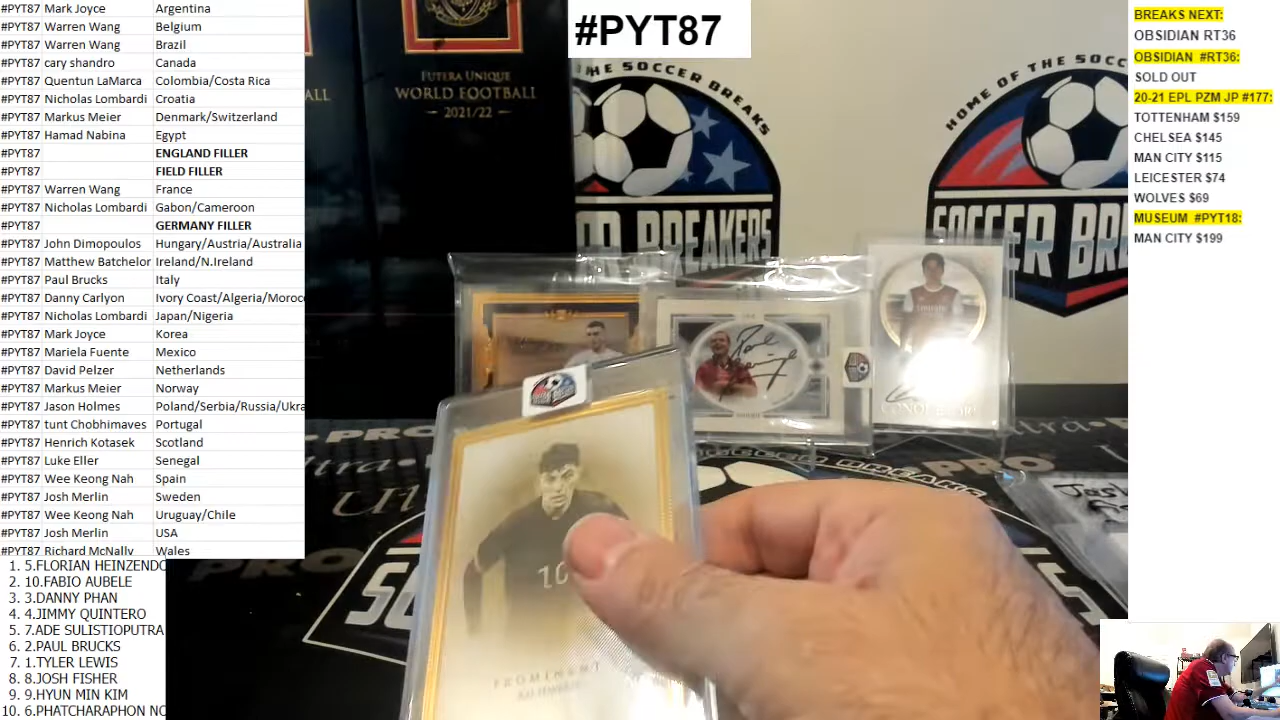 #PYT87 Mark Joyce Argentina
#PYT87 Warren Wang Belgium
#PYT87 Warren Wang Brazil
#PYT87 cary shandro Canada
#PYT87 Quentun LaMarca Colombia/Costa Rica
#PYT87 Nicholas Lombardi Croatia
#PYT87 Markus Meier Denmark/Switzerland
#PYT87 Hamad Nabina Egypt
#PYT87 ENGLAND FILLER
#PYT87 FIELD FILLER
#PYT87 Warren Wang France
#PYT87 Nicholas Lombardi Gabon/Cameroon
#PYT87 GERMANY FILLER
#PYT87 John Dimopoulos Hungary/Austria/Australia
#PYT87 Matthew Batchelor Ireland/N.Ireland
#PYT87 Paul Brucks Italy
#PYT87 Danny Carlyon Ivory Coast/Algeria/Moroc
#PYT87 Nicholas Lombardi Japan/Nigeria
#PYT87 Mark Joyce Korea
#PYT87 Mariela Fuente Mexico
#PYT87 David Pelzer Netherlands
#PYT87 Markus Meier Norway
#PYT87 Jason Holmes Poland/Serbia/Russia/Ukra
#PYT87 tunt Chobhimaves Portugal
#PYT87 Henrich Kotasek Scotland
#PYT87 Luke Eller Senegal
#PYT87 Wee Keong Nah Spain
#PYT87 Josh Merlin Sweden
#PYT87 Wee Keong Nah Uruguay/Chile
#PYT87 Josh Merlin USA
#PYT87 Richard McNally Wales
1. 5.FLORIAN HEINZENDO
2. 10.FABIO AUBELE
3. 3.DANNY PHAN
4. 4.JIMMY QUINTERO
5. 7.ADE SULISTIOPUTRA
6. 2.PAUL BRUCKS
7. 1.TYLER LEWIS
8. 8.JOSH FISHER
9. 9.HYUN MIN KIM
10. 6.PHATCHARAPHON NO
#PYT87
FUTERA UNIQUE
WORLD FOOTBALL
2021/22
THE SOCCER BREAKS
BREAKERS
HOME OF THE SOCCER
SOCCER BR
10
PROMINENT
BREAKS NEXT:
OBSIDIAN RT36
OBSIDIAN #RT36:
SOLD OUT
20-21 EPL PZM JP #177:
TOTTENHAM $159
CHELSEA $145
MAN CITY $115
LEICESTER $74
WOLVES $69
MUSEUM #PYT18:
MAN CITY $199